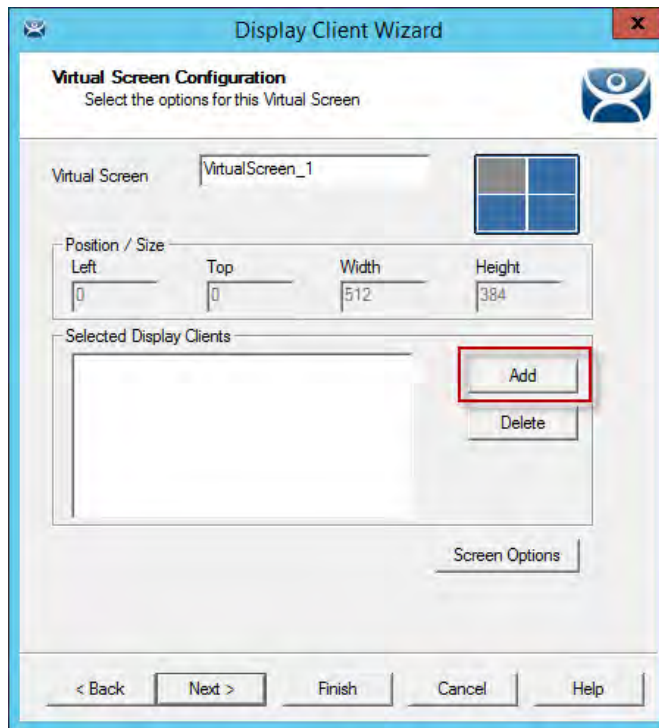 Display Client Wizard
x
Virtual Screen Configuration
Select the options for this Virtual Screen
Virtual Screen
VirtualScreen_1
Position / Size
Left Top Width Height
0 0 512 384
Selected Display Clients
Add
Delete
Screen Options
< Back Next > Finish Cancel Help